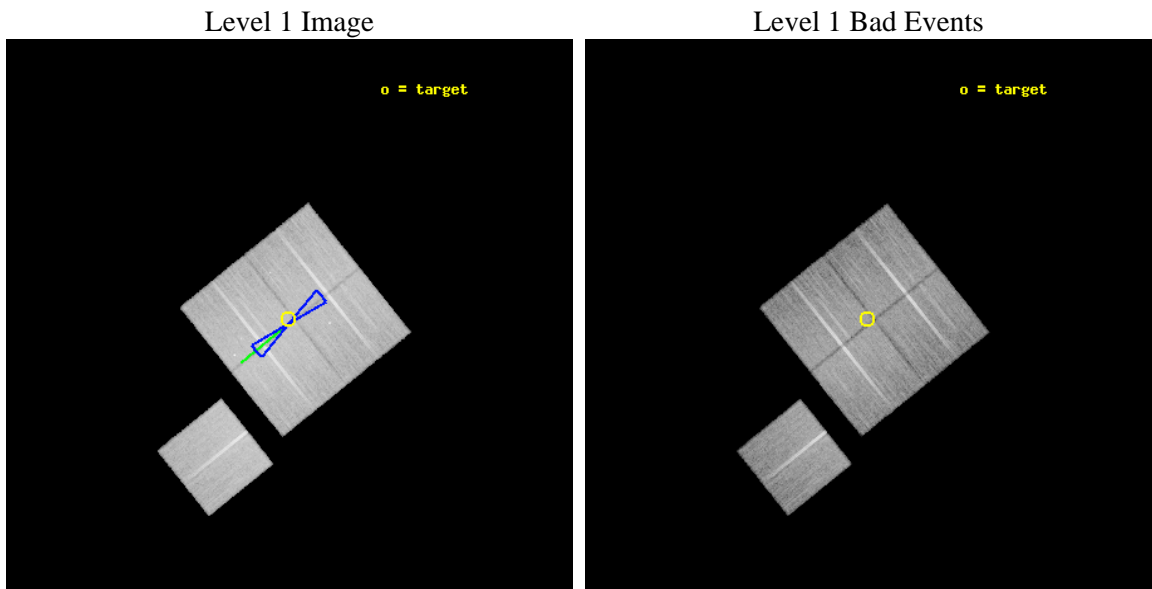 Level 1 Image
Level 1 Bad Events
o = target
o = target